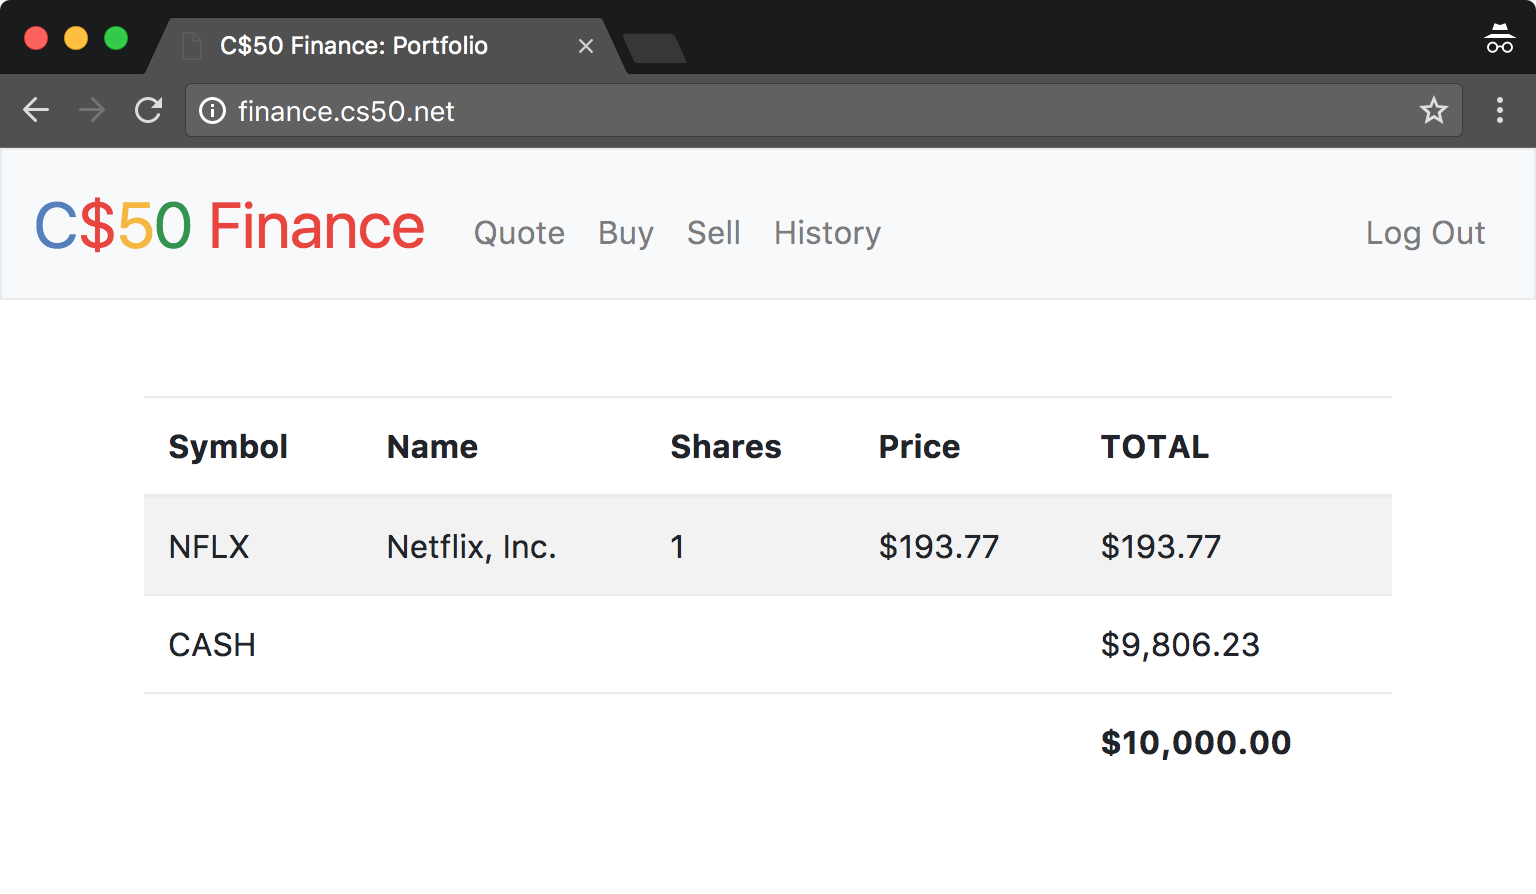 C$50 Finance: Portfolio
finance.cs50.net
C$50 Finance Quote Buy Sell History Log Out
Symbol Name Shares Price TOTAL
NFLX Netflix, Inc. 1 $193.77 $193.77
CASH $9,806.23
$10,000.00